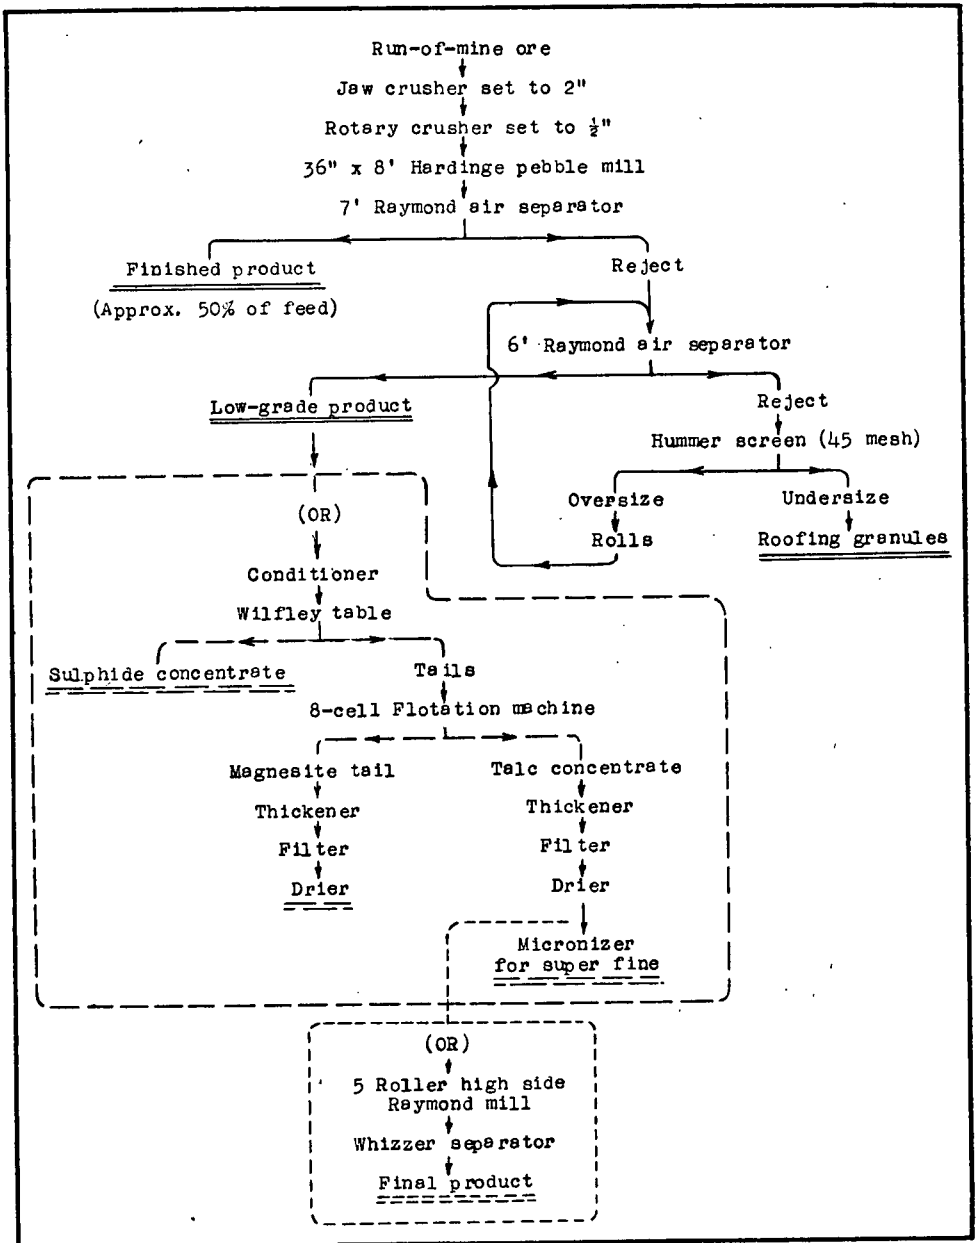 Run-of-mine ore
Jaw crusher set to 2"
Rotary crusher set to ½"
36" x 8' Hardinge pebble mill
7' Raymond air separator
Finished product
(Approx. 50% of feed)
Reject
6' Raymond air separator
Low-grade product
Reject
Hummer screen (45 mesh)
Oversize
Undersize
Rolls
Roofing granules
(OR)
Conditioner
Wilfley table
Sulphide concentrate
Tails
8-cell Flotation machine
Magnesite tail
Talc concentrate
Thickener
Thickener
Filter
Filter
Drier
Drier
Micronizer
for super fine
(OR)
5 Roller high side
Raymond mill
Whizzer separator
Final product